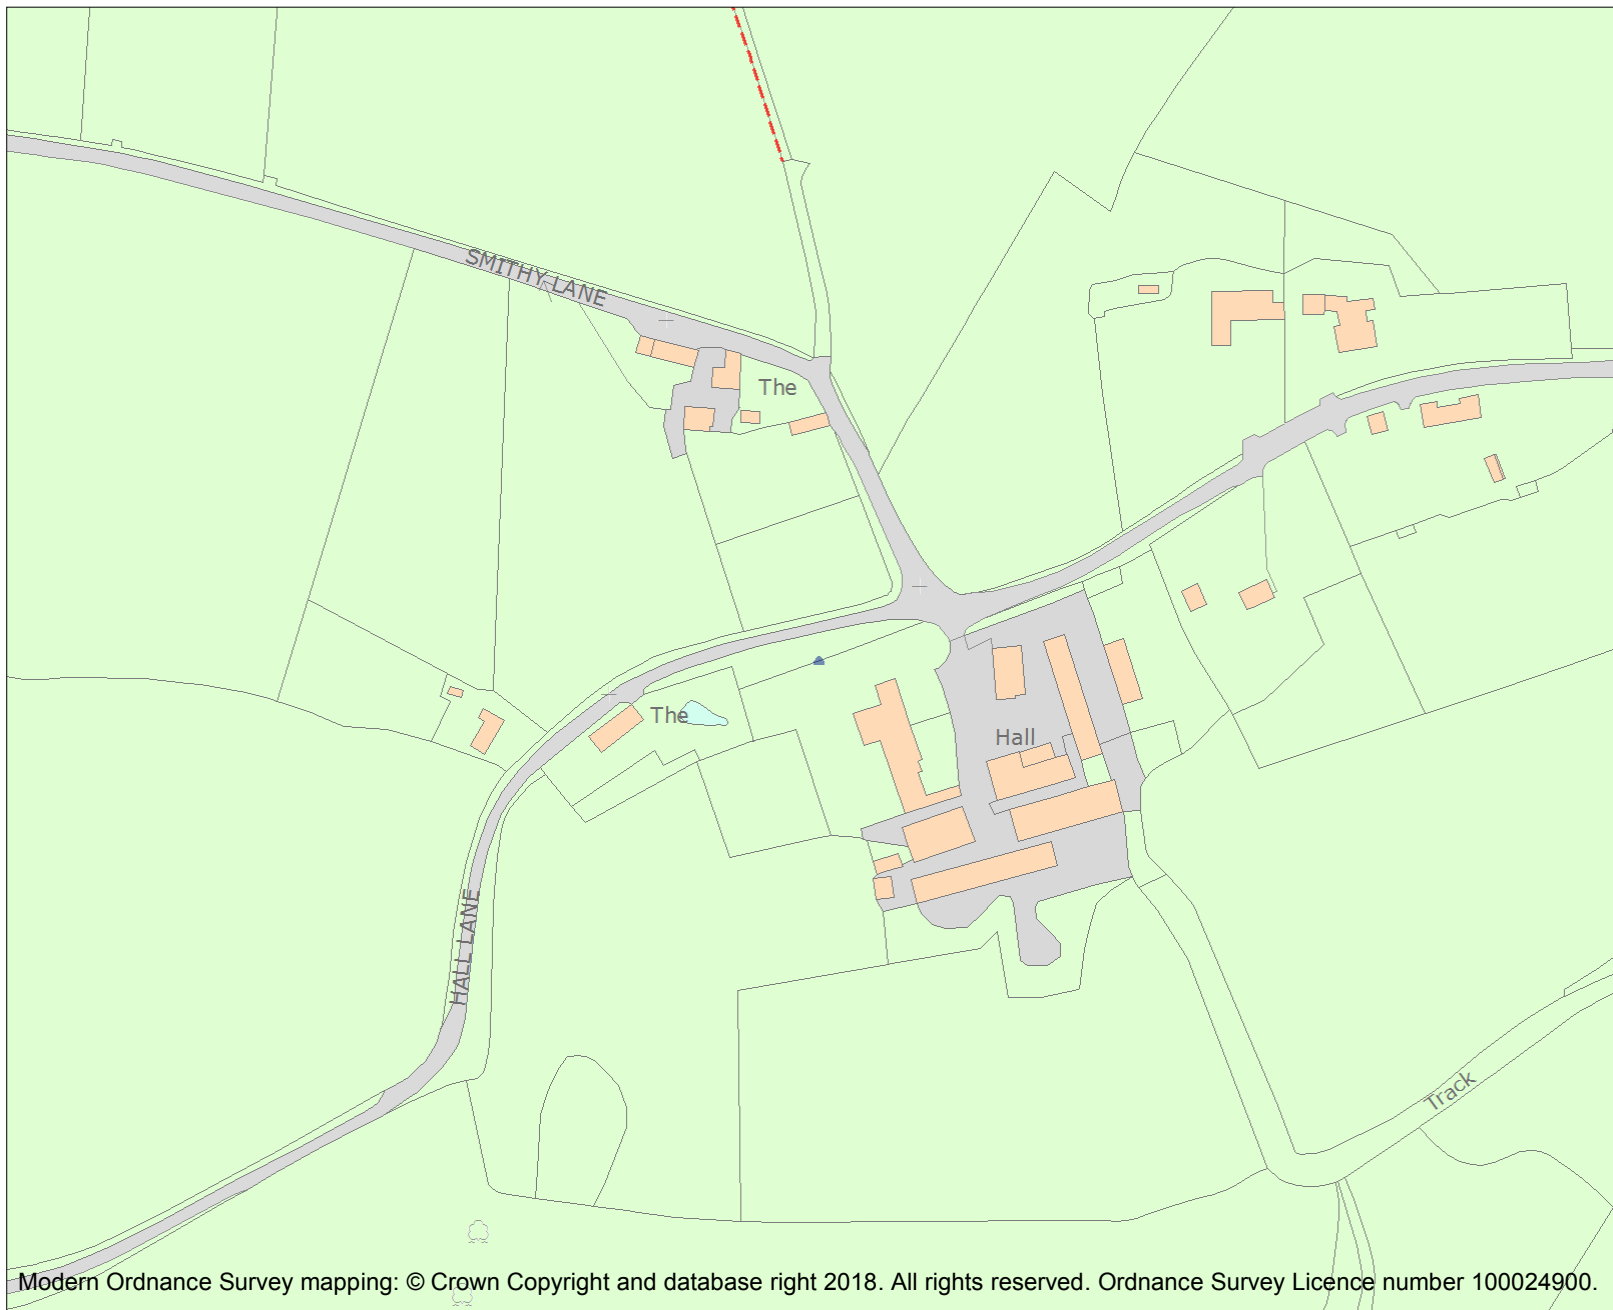 SMITHY LANE
The
The
Hall
HALL LANE
Track
Modern Ordnance Survey mapping: © Crown Copyright and database right 2018. All rights reserved. Ordnance Survey Licence number 100024900.